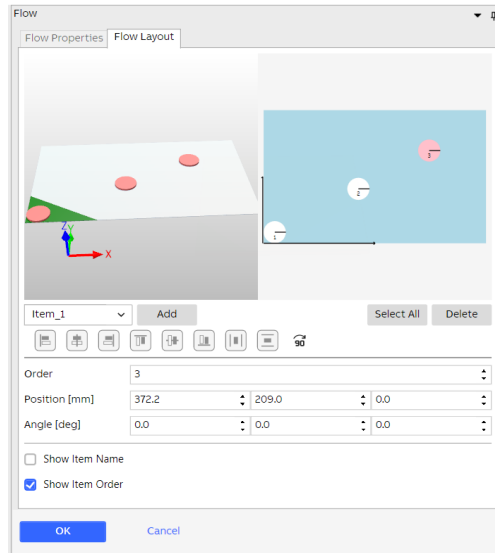 Flow
Flow Properties Flow Layout
3
2
1
Z Y
X
Item_1 Add Select All Delete
90
Order 3
Position [mm] 372.2 209.0 0.0
Angle [deg] 0.0 0.0 0.0
Show Item Name
Show Item Order
OK Cancel